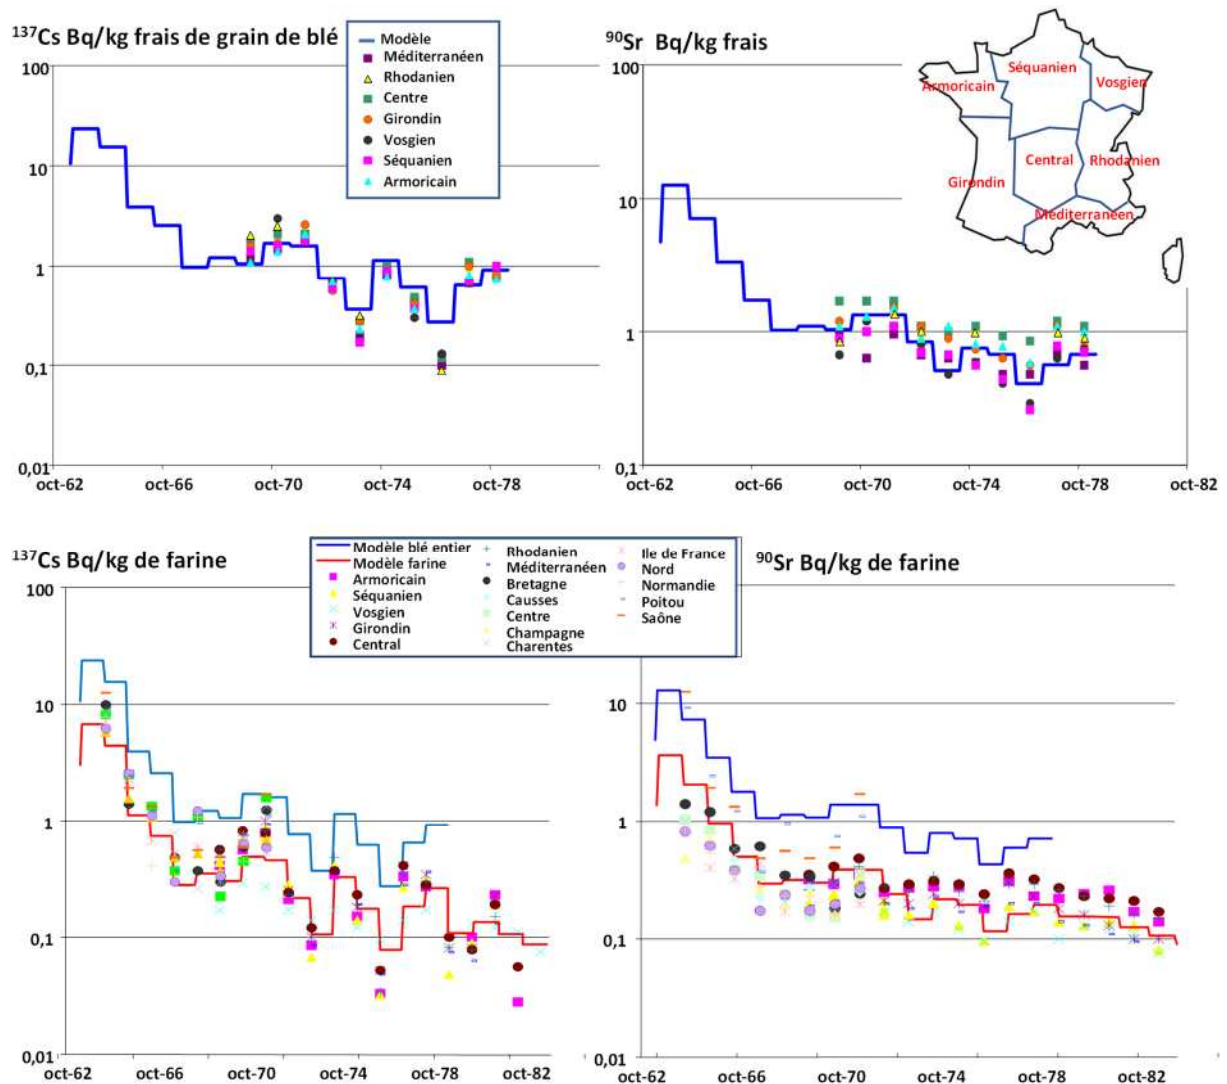 ¹³⁷Cs Bq/kg frais de grain de blé
100
10
1
0,1
0,01
oct-62
oct-66
oct-70
oct-74
oct-78
Modèle
Méditerranéen
Rhodanien
Centre
Girondin
Vosgien
Séquanien
Armoricain
⁹⁰Sr Bq/kg frais
100
10
1
0,1
oct-62
oct-66
oct-70
oct-74
oct-78
oct-82
Séquanien
Armoricain
Vosgien
Central
Rhodanien
Girondin
Méditerranéen
¹³⁷Cs Bq/kg de farine
100
10
1
0,1
0,01
oct-62
oct-66
oct-70
oct-74
oct-78
oct-82
Modèle blé entier
Modèle farine
Armoricain
Séquanien
Vosgien
Girondin
Central
Rhodanien
Méditerranéen
Bretagne
Causses
Centre
Champagne
Charentes
Ile de France
Nord
Normandie
Poitou
Saône
⁹⁰Sr Bq/kg de farine
10
1
0,1
0,01
oct-62
oct-66
oct-70
oct-74
oct-78
oct-82